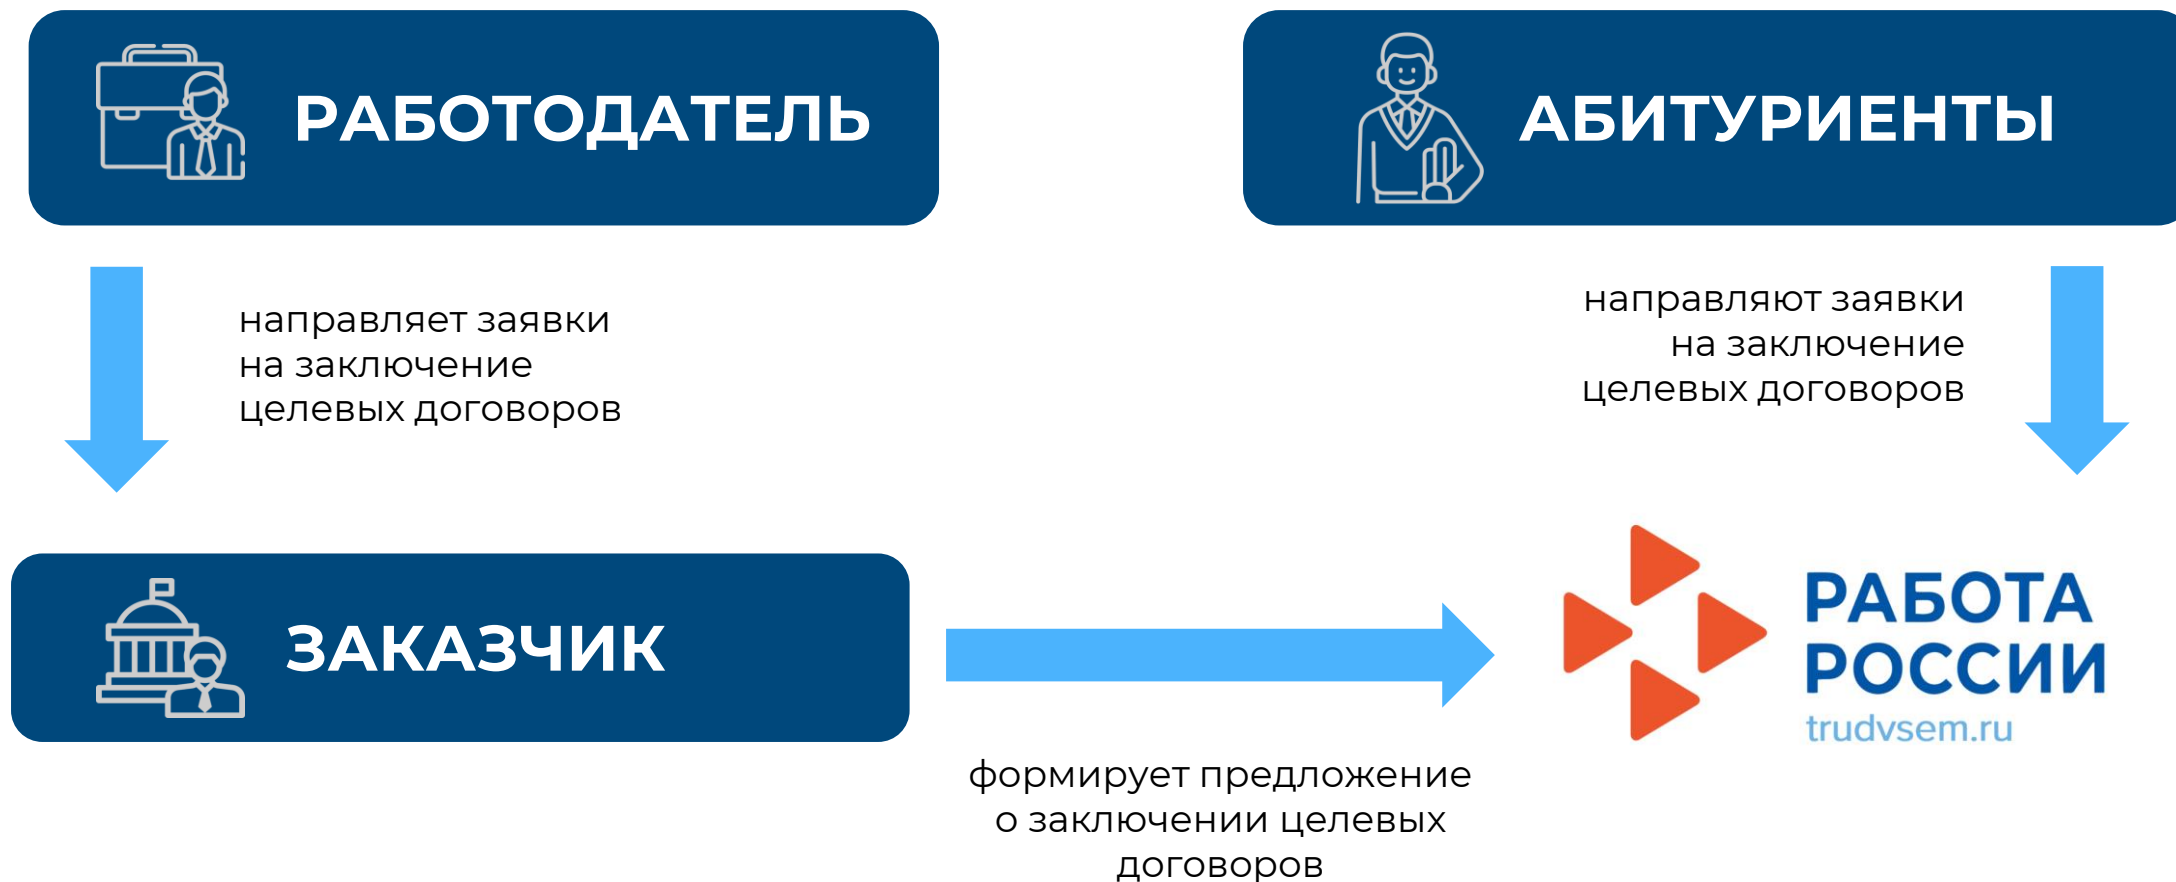 РАБОТОДАТЕЛЬ
АБИТУРИЕНТЫ
направляет заявки
на заключение
целевых договоров
направляют заявки
на заключение
целевых договоров
ЗАКАЗЧИК
РАБОТА
РОССИИ
trudvsem.ru
формирует предложение
о заключении целевых
договоров